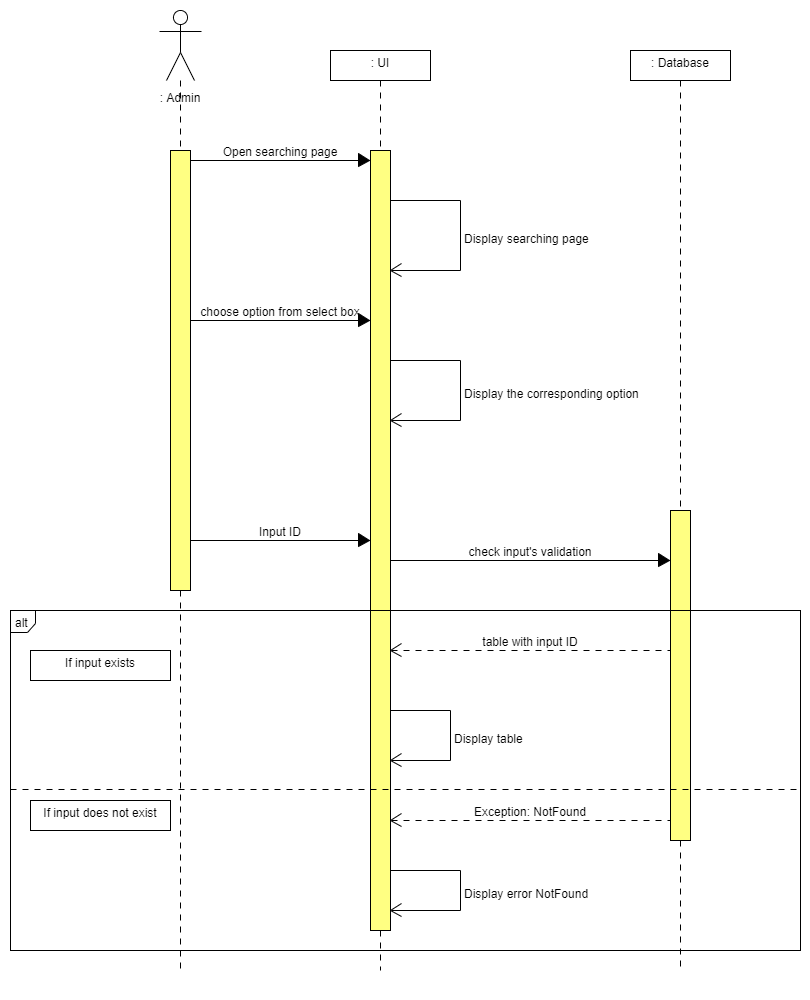 : Admin
: UI
: Database
Open searching page
Display searching page
choose option from select box
Display the corresponding option
Input ID
check input's validation
alt
table with input ID
If input exists
Display table
If input does not exist
Exception: NotFound
Display error NotFound